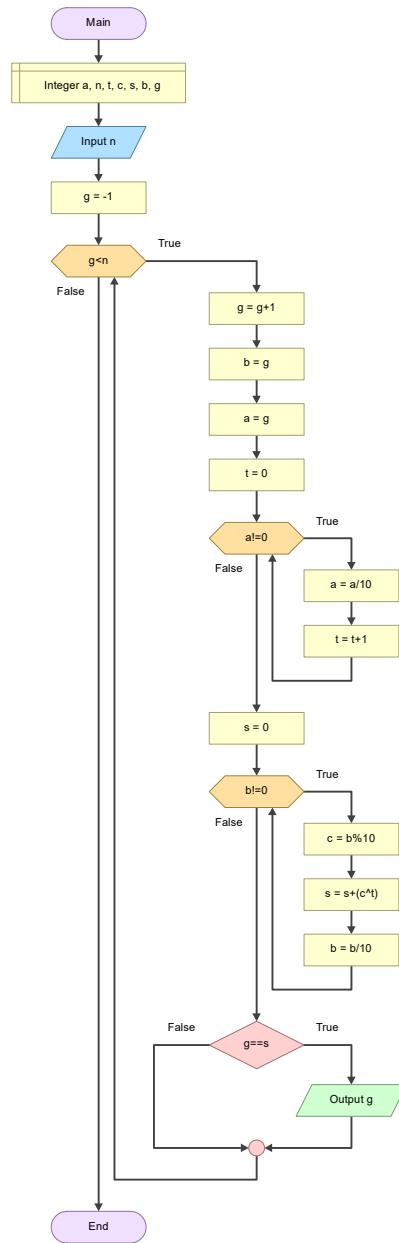 Main
Integer a, n, t, c, s, b, g
Input n
g = -1
g<n
True
False
g = g+1
b = g
a = g
t = 0
a!=0
True
False
a = a/10
t = t+1
s = 0
b!=0
True
False
c = b%10
s = s+(c^t)
b = b/10
False
g==s
True
Output g
End